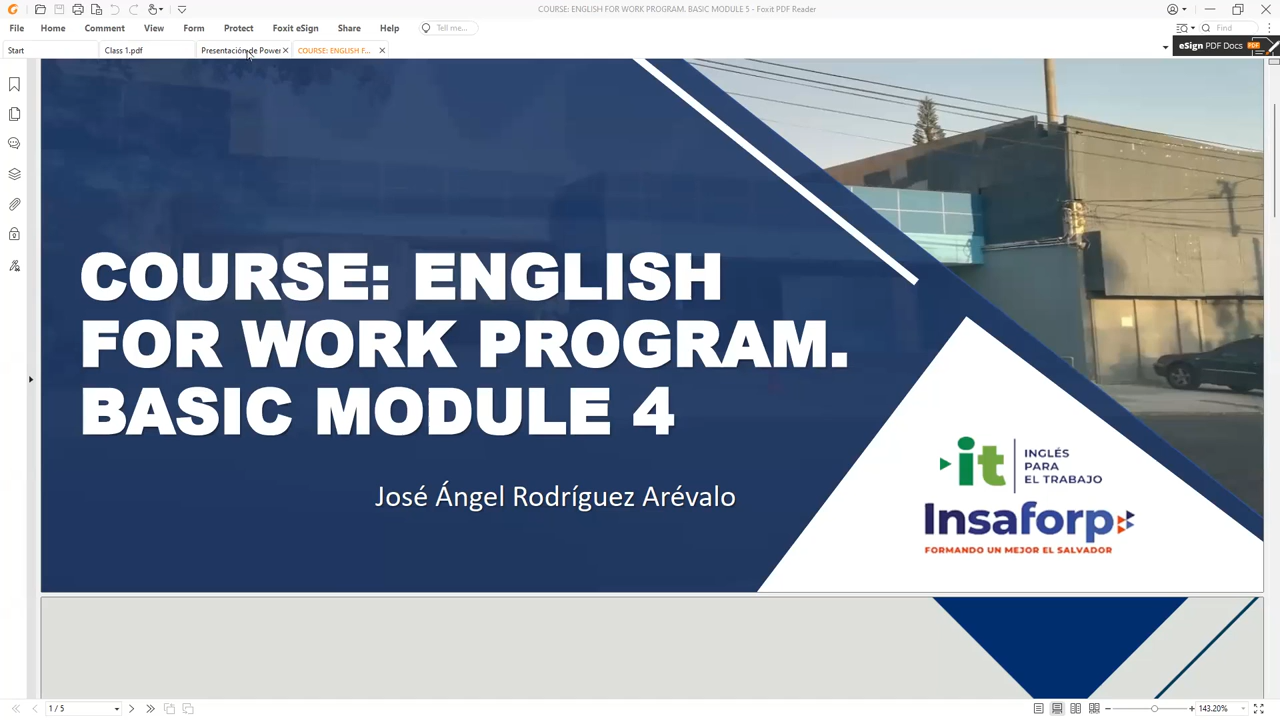 COURSE: ENGLISH FOR WORK PROGRAM. BASIC MODULE 5 - Foxit PDF Reader
File Home Comment View Form Protect Foxit eSign Share Help Tell me...
Find
Start Class 1.pdf Presentación de Power COURSE: ENGLISH F...
eSign PDF Docs PDF
COURSE: ENGLISH
FOR WORK PROGRAM.
BASIC MODULE 4
José Ángel Rodríguez Arévalo
it
INGLÉS
PARA
EL TRABAJO
Insaforp
FORMANDO UN MEJOR EL SALVADOR
1 / 5
143.20%